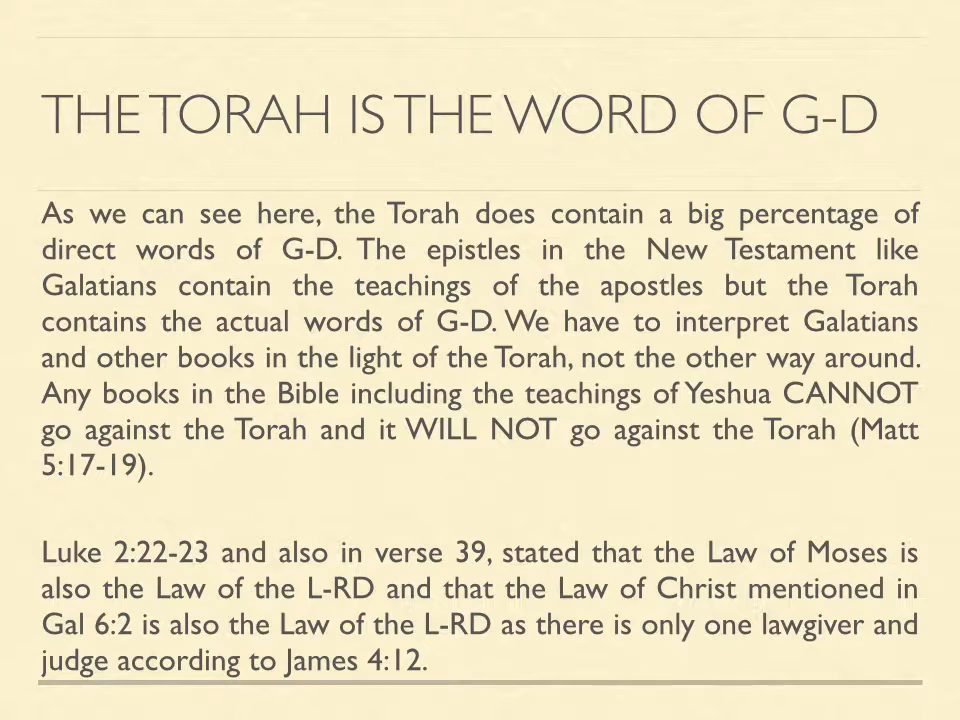 THE TORAH IS THE WORD OF G-D
As we can see here, the Torah does contain a big percentage of
direct words of G-D. The epistles in the New Testament like
Galatians contain the teachings of the apostles but the Torah
contains the actual words of G-D. We have to interpret Galatians
and other books in the light of the Torah, not the other way around.
Any books in the Bible including the teachings of Yeshua CANNOT
go against the Torah and it WILL NOT go against the Torah (Matt
5:17-19).
Luke 2:22-23 and also in verse 39, stated that the Law of Moses is
also the Law of the L-RD and that the Law of Christ mentioned in
Gal 6:2 is also the Law of the L-RD as there is only one lawgiver and
judge according to James 4:12.